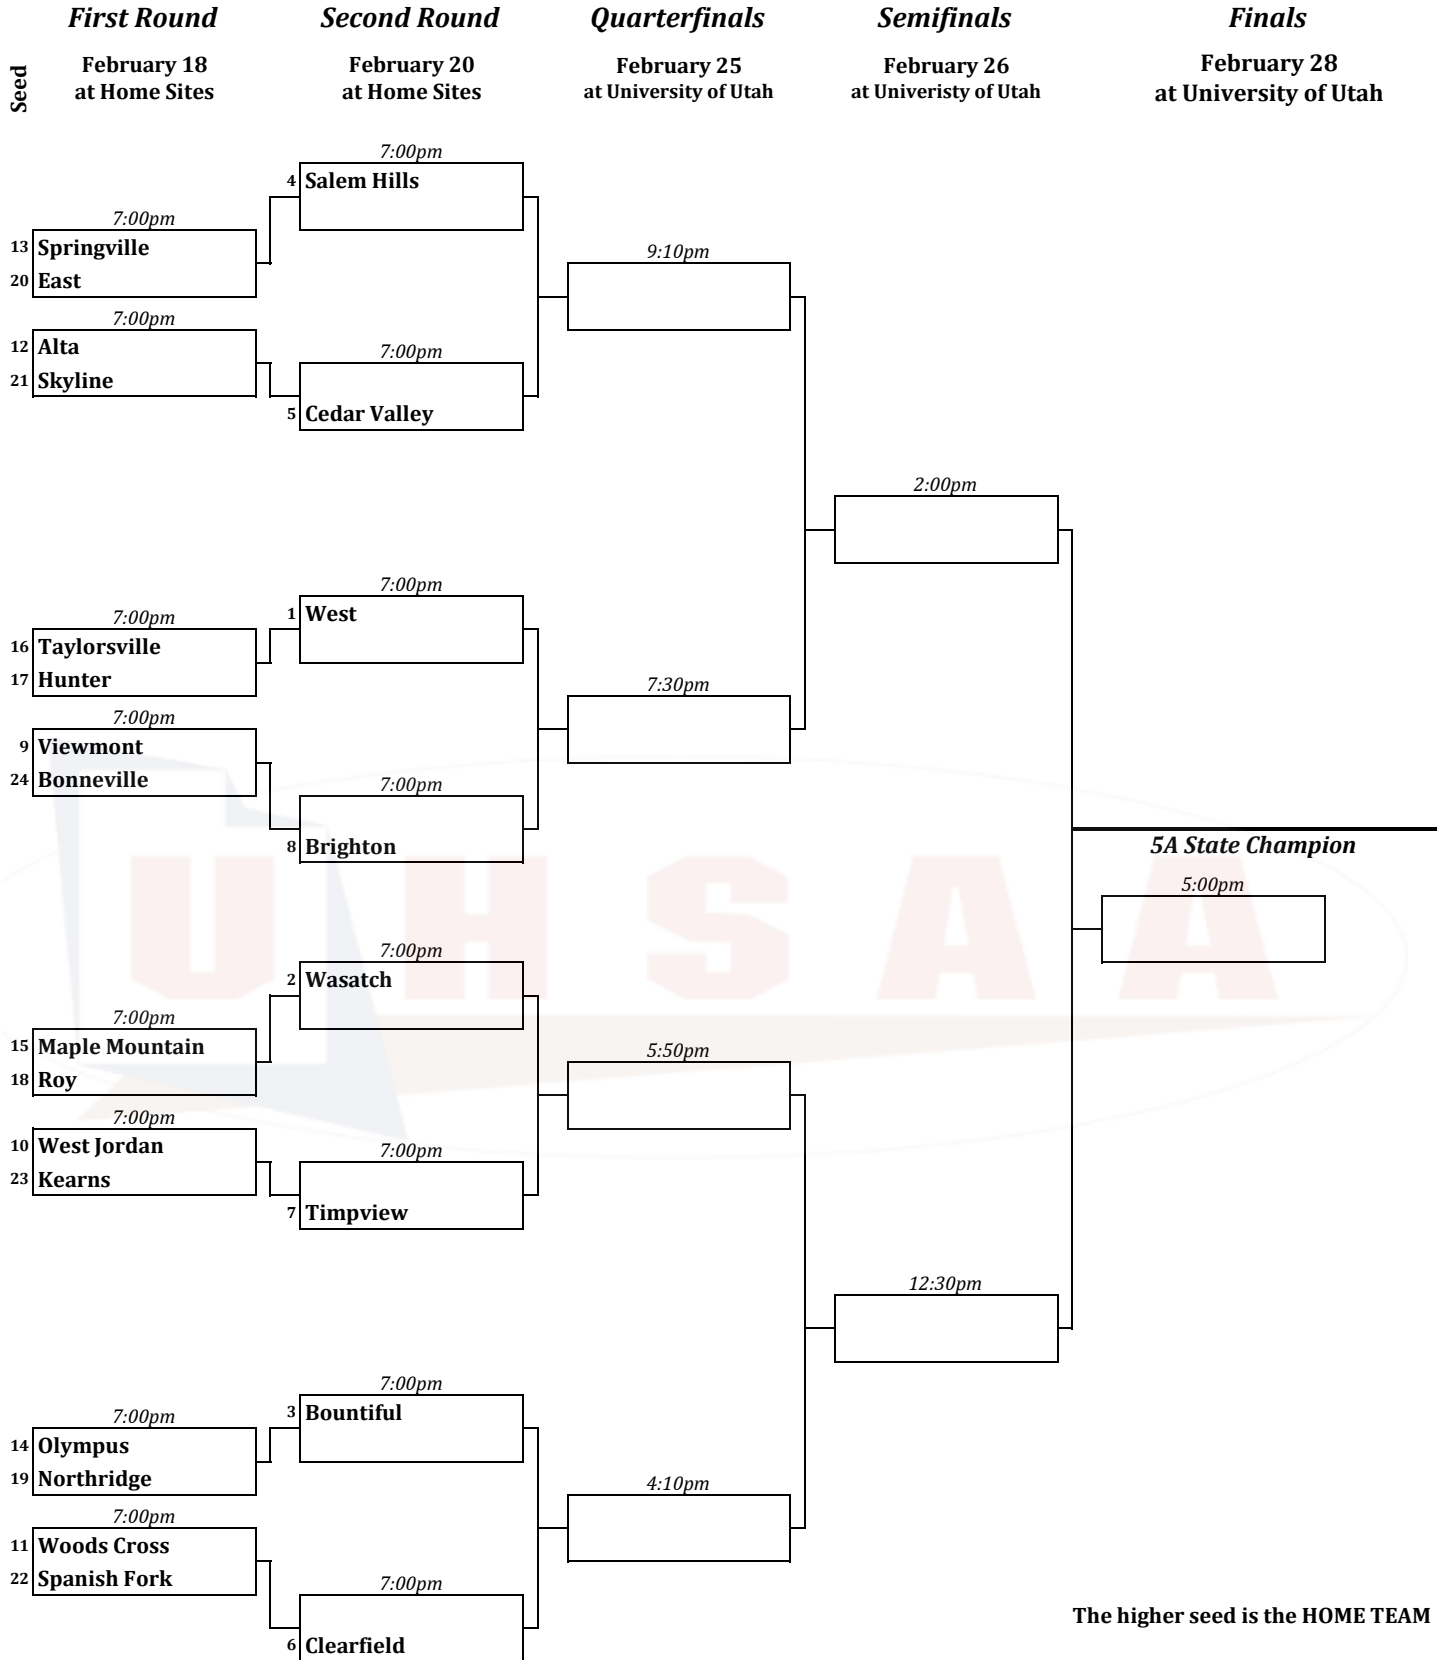 First Round
Second Round
Quarterfinals
Semifinals
Finals
Seed
February 18
at Home Sites
February 20
at Home Sites
February 25
at University of Utah
February 26
at Univeristy of Utah
February 28
at University of Utah
7:00pm
4 Salem Hills
7:00pm
13 Springville
20 East
9:10pm
7:00pm
12 Alta
21 Skyline
7:00pm
5 Cedar Valley
2:00pm
7:00pm
1 West
7:00pm
16 Taylorsville
17 Hunter
7:30pm
7:00pm
9 Viewmont
24 Bonneville
7:00pm
8 Brighton
5A State Champion
5:00pm
UHSAA
7:00pm
2 Wasatch
7:00pm
15 Maple Mountain
18 Roy
5:50pm
7:00pm
10 West Jordan
23 Kearns
7:00pm
7 Timpview
12:30pm
7:00pm
3 Bountiful
7:00pm
14 Olympus
19 Northridge
4:10pm
7:00pm
11 Woods Cross
22 Spanish Fork
7:00pm
6 Clearfield
The higher seed is the HOME TEAM